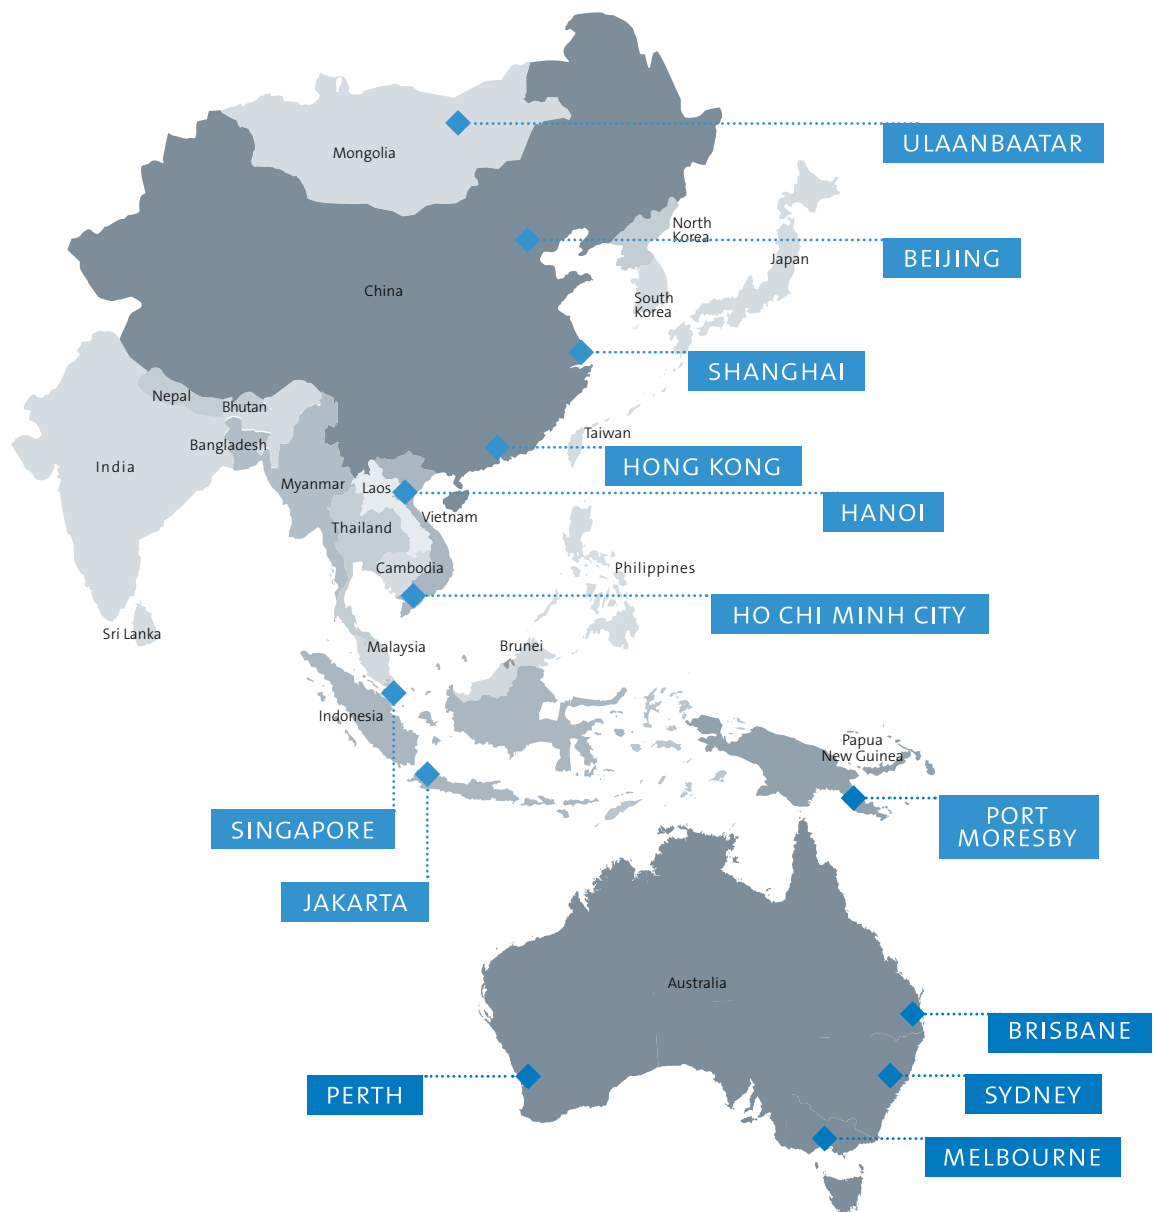 ULAANBAATAR
Mongolia
North
Korea
BEIJING
Japan
China
South
Korea
SHANGHAI
Nepal
Bhutan
Taiwan
Bangladesh
India
HONG KONG
Myanmar
Laos
HANOI
Vietnam
Thailand
Cambodia
Philippines
HO CHI MINH CITY
Sri Lanka
Malaysia
Brunei
Indonesia
Papua
New Guinea
SINGAPORE
PORT
MORESBY
JAKARTA
Australia
BRISBANE
PERTH
SYDNEY
MELBOURNE